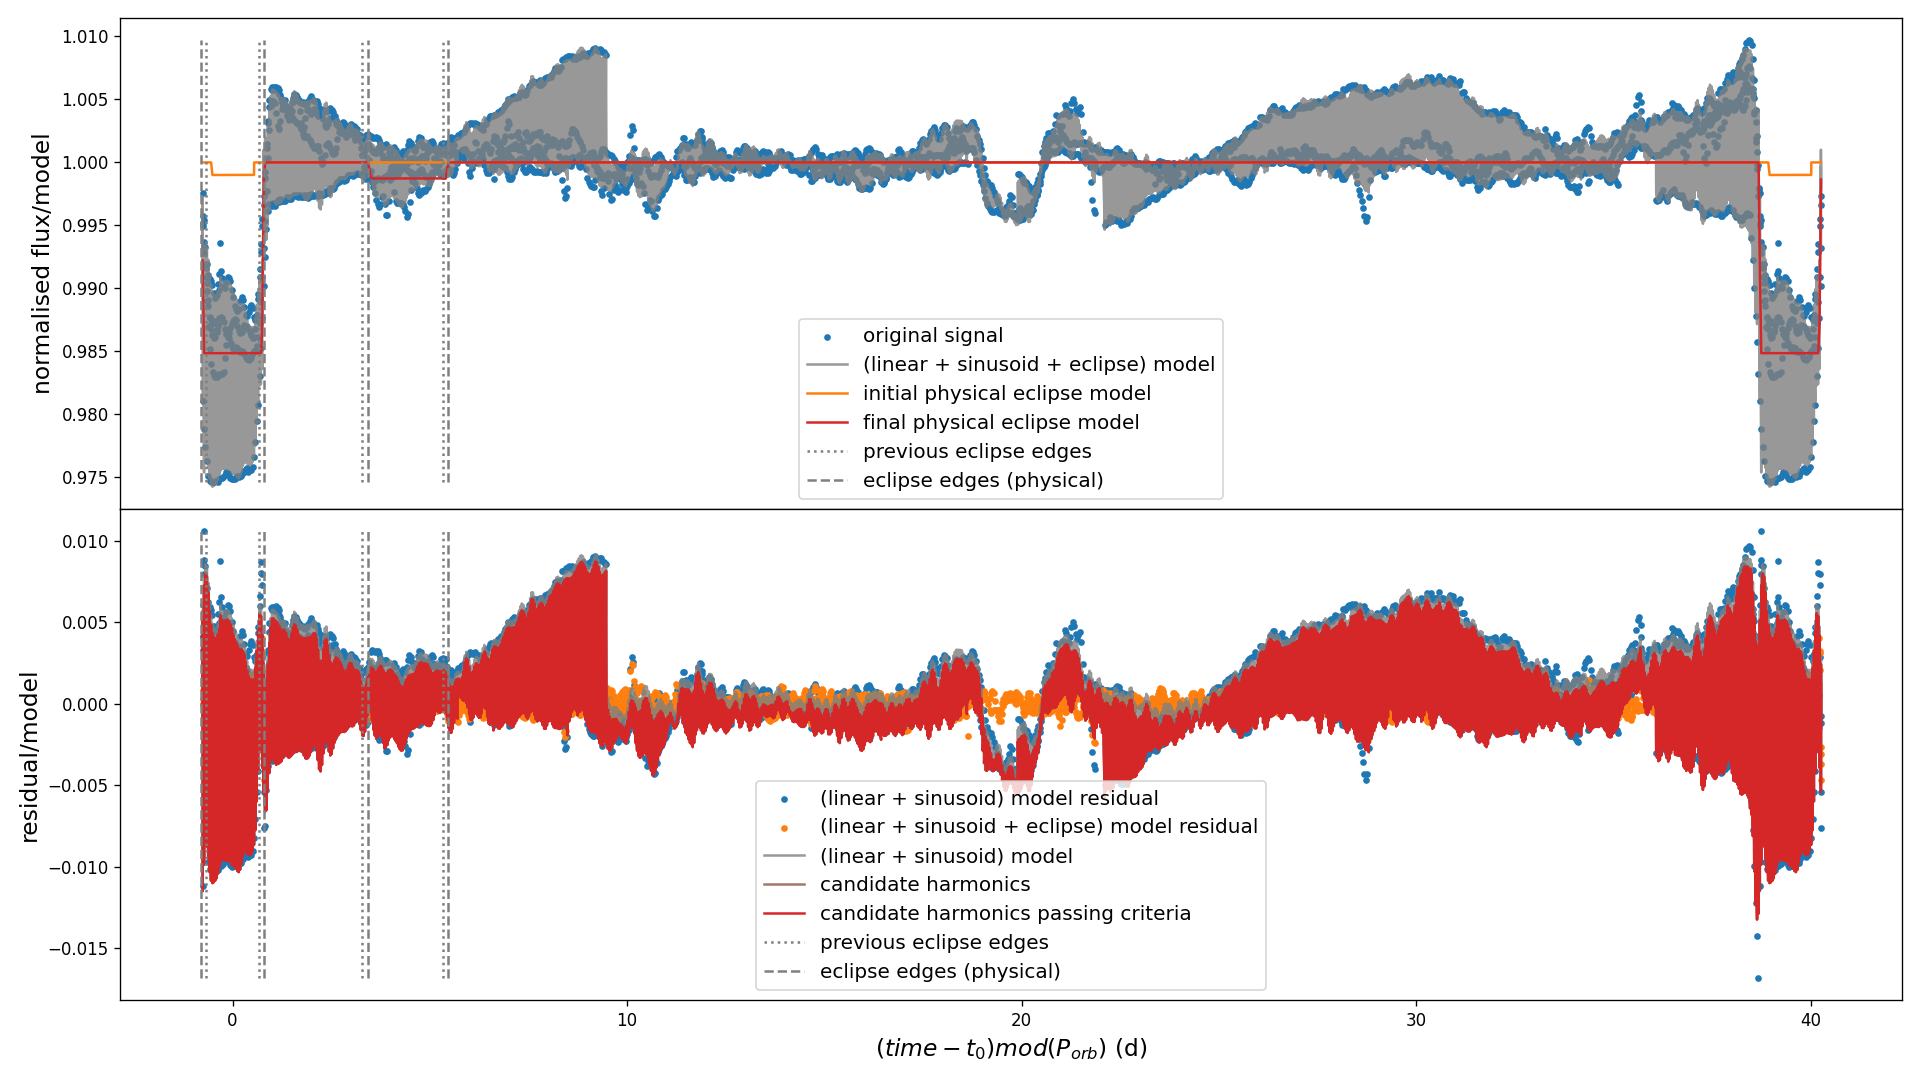 1.010
1.005
1.000
0.995
0.990
0.985
0.980
0.975
normalised flux/model
original signal
(linear + sinusoid + eclipse) model
initial physical eclipse model
final physical eclipse model
previous eclipse edges
eclipse edges (physical)
0.010
0.005
0.000
−0.005
−0.010
−0.015
residual/model
(linear + sinusoid) model residual
(linear + sinusoid + eclipse) model residual
(linear + sinusoid) model
candidate harmonics
candidate harmonics passing criteria
previous eclipse edges
eclipse edges (physical)
0 10 20 30 40
(time − t₀)mod(P_orb) (d)